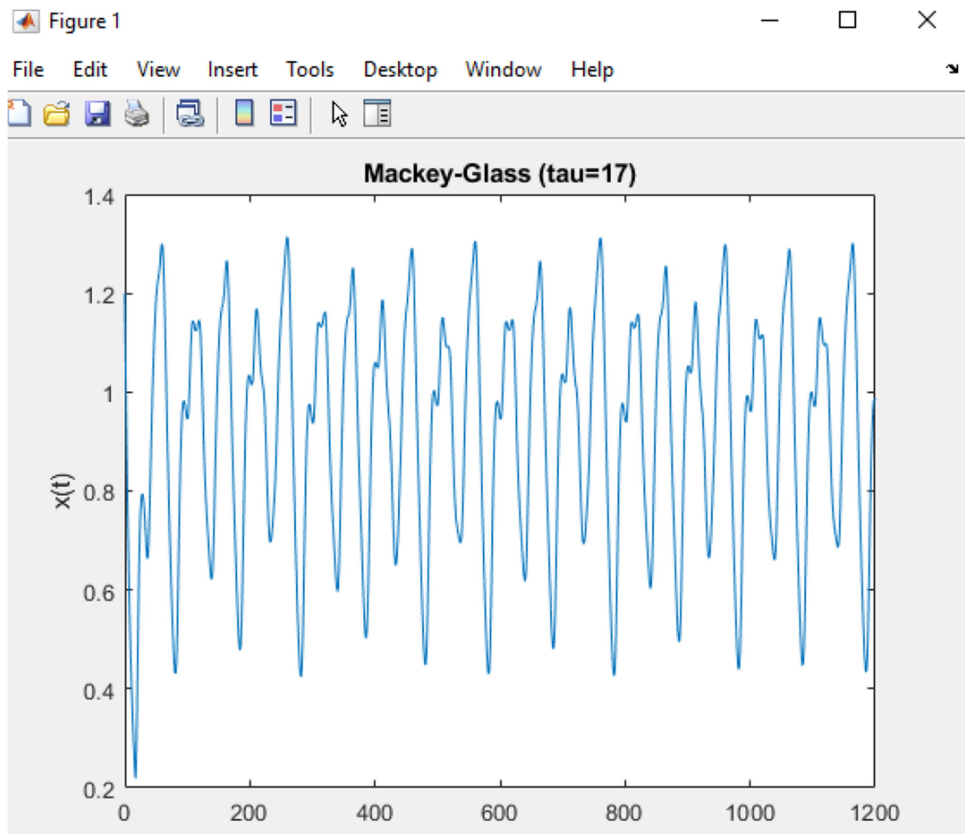 Figure 1
File Edit View Insert Tools Desktop Window Help
Mackey-Glass (tau=17)
1.4
1.2
1
0.8
x(t)
0.6
0.4
0.2
0 200 400 600 800 1000 1200